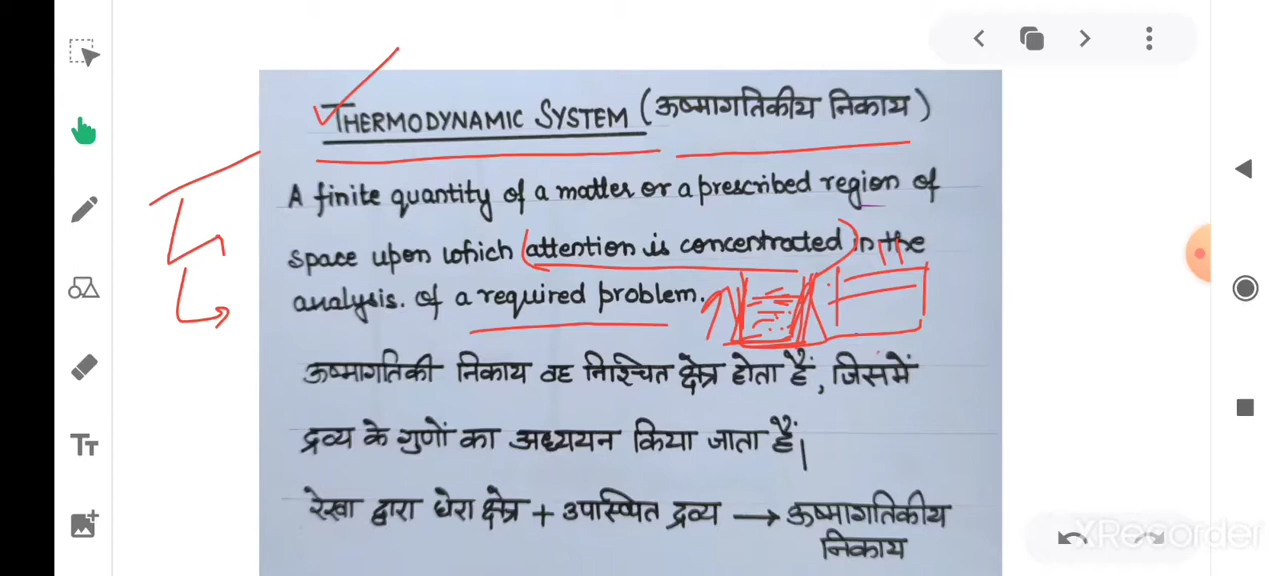 THERMODYNAMIC SYSTEM (ऊष्मागतिकीय निकाय)
A finite quantity of a matter or a prescribed region of
space upon which (attention is concentrated) in the
analysis. of a required problem.
ऊष्मागतिकी निकाय वह निश्चित क्षेत्र होता हैं, जिसमें
द्रव्य के गुणों का अध्ययन किया जाता हैं|
रेखा द्वारा घेरा क्षेत्र + उपस्थित द्रव्य → ऊष्मागतिकीय
निकाय
Tт
XRecorder